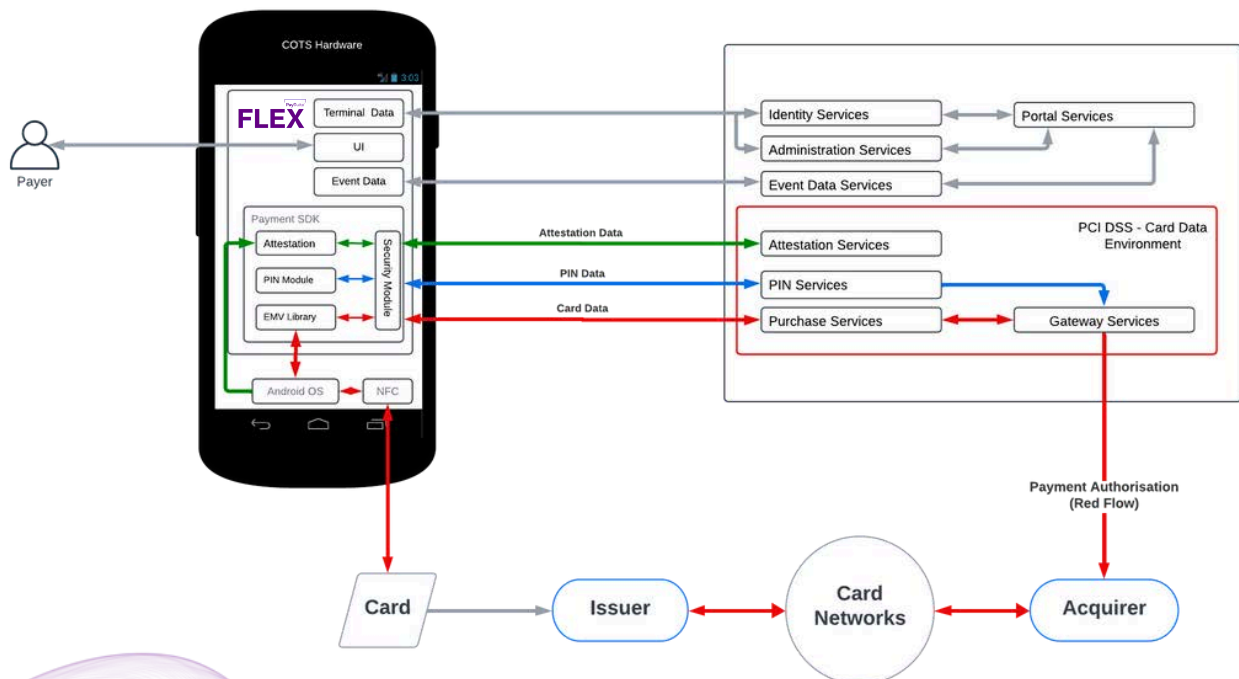 COTS Hardware
3:03
FLEX
Terminal Data
UI
Event Data
Payer
Payment SDK
Attestation
PIN Module
EMV Library
Security Module
Android OS
NFC
Attestation Data
PIN Data
Card Data
Identity Services
Portal Services
Administration Services
Event Data Services
PCI DSS - Card Data
Environment
Attestation Services
PIN Services
Purchase Services
Gateway Services
Payment Authorisation
(Red Flow)
Card
Issuer
Card
Networks
Acquirer